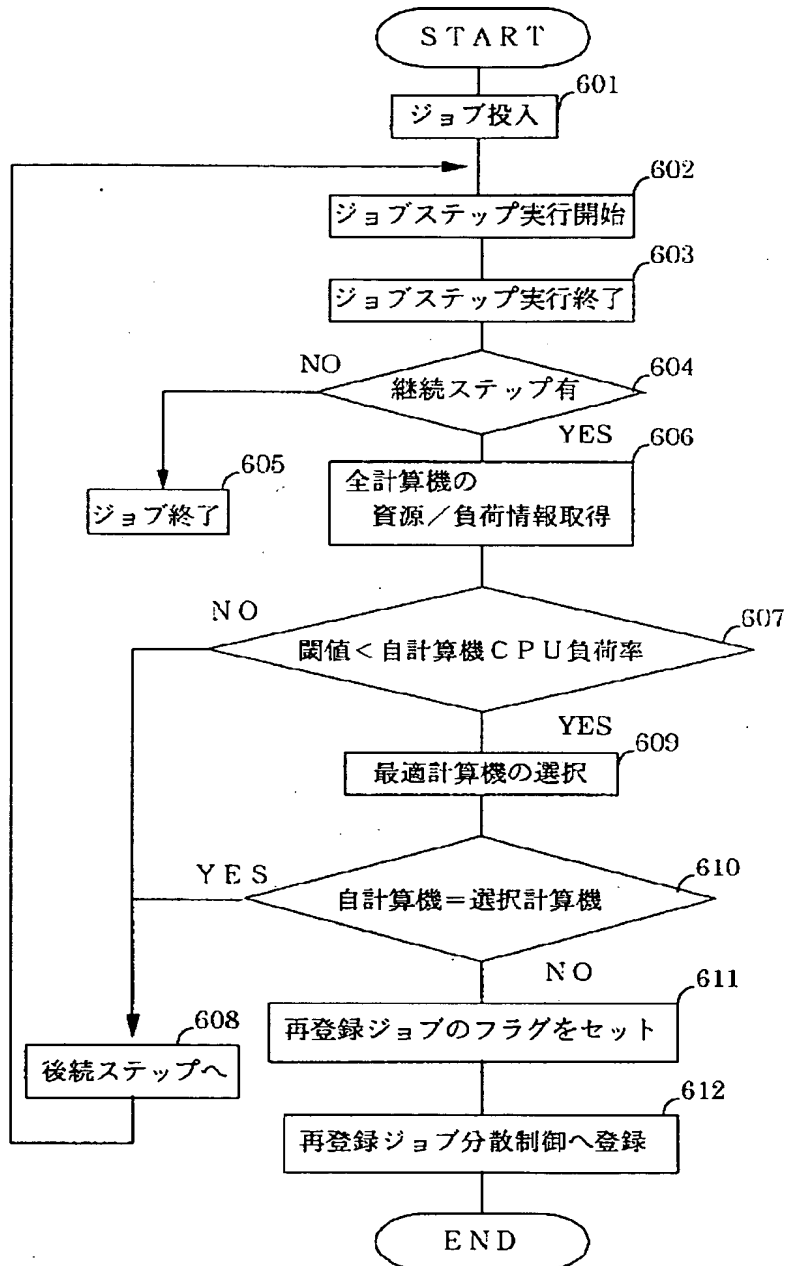 START
601
ジョブ投入
602
ジョブステップ実行開始
603
ジョブステップ実行終了
NO
604
継続ステップ有
YES
605
ジョブ終了
606
全計算機の
資源／負荷情報取得
NO
607
閾値＜自計算機CPU負荷率
YES
609
最適計算機の選択
YES
610
自計算機＝選択計算機
NO
611
再登録ジョブのフラグをセット
608
後続ステップへ
612
再登録ジョブ分散制御へ登録
END